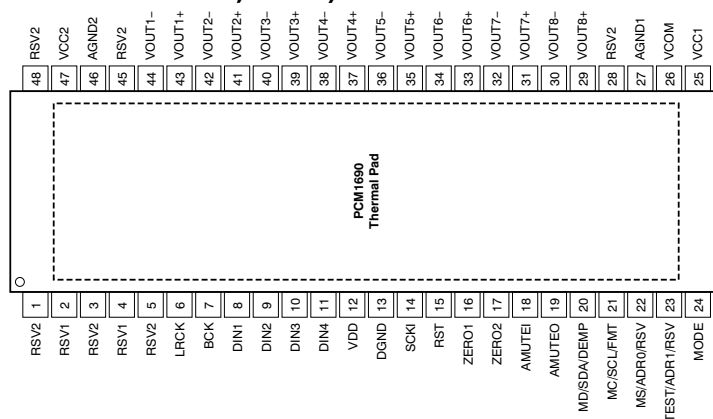 RSV2 1 48 RSV2
RSV1 2 47 VCC2
RSV2 3 46 AGND2
RSV1 4 45 RSV2
RSV2 5 44 VOUT1−
LRCK 6 43 VOUT1+
BCK 7 42 VOUT2−
DIN1 8 41 VOUT2+
DIN2 9 40 VOUT3−
DIN3 10 39 VOUT3+
DIN4 11 38 VOUT4−
VDD 12 37 VOUT4+
PCM1690
Thermal Pad
DGND 13 36 VOUT5−
SCKI 14 35 VOUT5+
RST 15 34 VOUT6−
ZERO1 16 33 VOUT6+
ZERO2 17 32 VOUT7−
AMUTEI 18 31 VOUT7+
AMUTEO 19 30 VOUT8−
MD/SDA/DEMP 20 29 VOUT8+
MC/SCL/FMT 21 28 RSV2
MS/ADR0/RSV 22 27 AGND1
TEST/ADR1/RSV 23 26 VCOM
MODE 24 25 VCC1